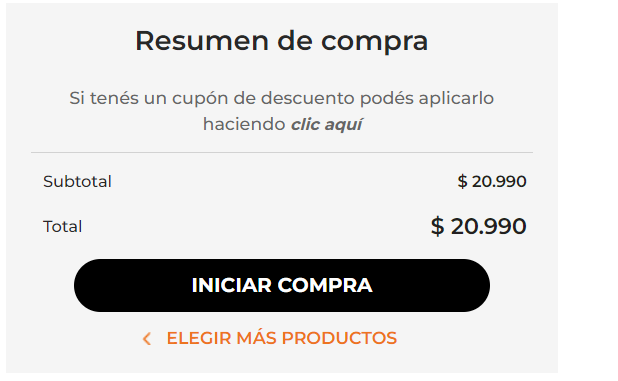 Resumen de compra
Si tenés un cupón de descuento podés aplicarlo
haciendo clic aquí
Subtotal $ 20.990
Total $ 20.990
INICIAR COMPRA
ELEGIR MÁS PRODUCTOS